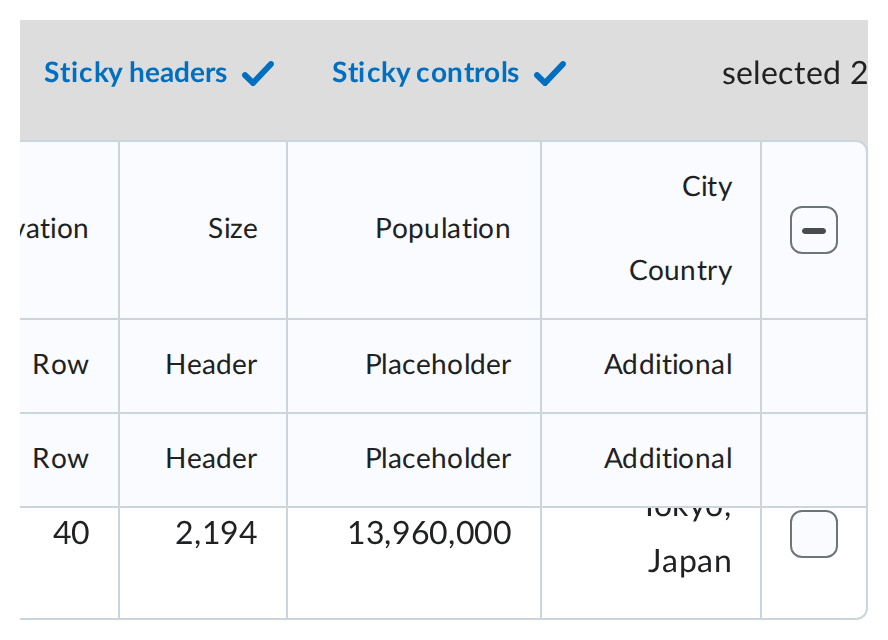 Sticky headers Sticky controls selected 2
City
vation Size Population
Country
Row Header Placeholder Additional
Row Header Placeholder Additional
40 2,194 13,960,000 Tokyo,
Japan